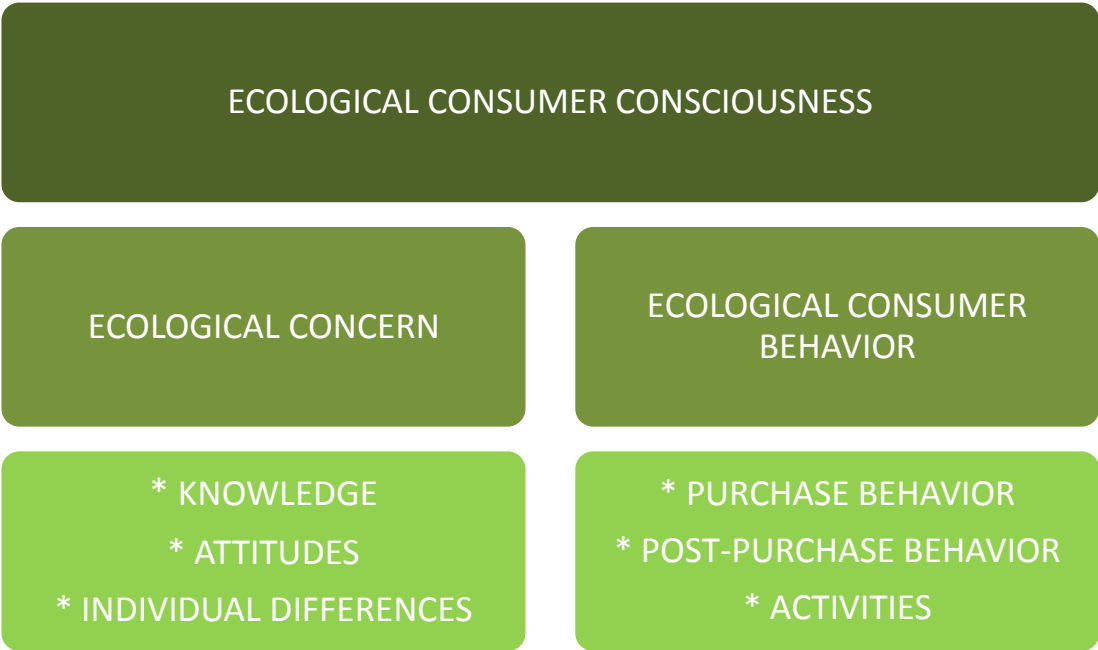 ECOLOGICAL CONSUMER CONSCIOUSNESS
ECOLOGICAL CONCERN
ECOLOGICAL CONSUMER
BEHAVIOR
* KNOWLEDGE
* ATTITUDES
* INDIVIDUAL DIFFERENCES
* PURCHASE BEHAVIOR
* POST-PURCHASE BEHAVIOR
* ACTIVITIES